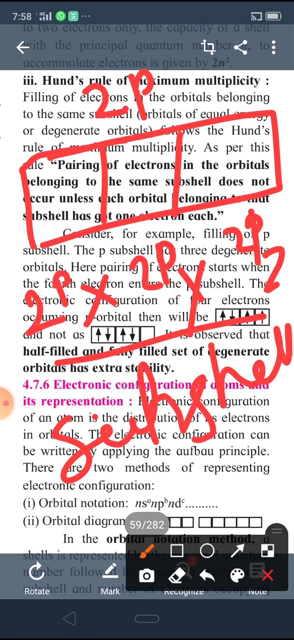 7:58
59
to two electrons only, the capacity of a shell
with the principal quantum
accommolate electrons is given by 2n².
iii. Hund's rule of maximum multiplicity :
Filling of electrons in the orbitals belonging
to the same subshell (orbitals of equal energy
or degenerate orbitals) follows the Hund's
rule of maximum multiplicity. As per this
rule "Pairing of electrons in the orbitals
belonging to the same subshell does not
occur unless each orbital belonging to that
subshell has got one electron each."
Consider, for example, filling of p
subshell. The p subshell has three degenerate
orbitals. Here pairing of electron starts when
the fourth electron enters the p subshell. The
electronic configuration of four electrons
occupying p-orbital then will be
and not as . It is observed that
half-filled and fully filled set of degenerate
orbitals has extra stability.
4.7.6 Electronic configuration of atoms and
its representation : Electronic configuration
of an atom is the distribution of its electrons
in orbitals. The electronic configuration can
be written by applying the aufbau principle.
There are two methods of representing
electronic configuration:
(i) Orbital notation: nsᵃnpᵇndᶜ..........
(ii) Orbital diagram
In the orbital notation method, a
shells is represented by the
number followed by
subshell and number of
2p
2p x 2p y 2p z
Subshell
59/282
Rotate
Mark
Recognize
Note